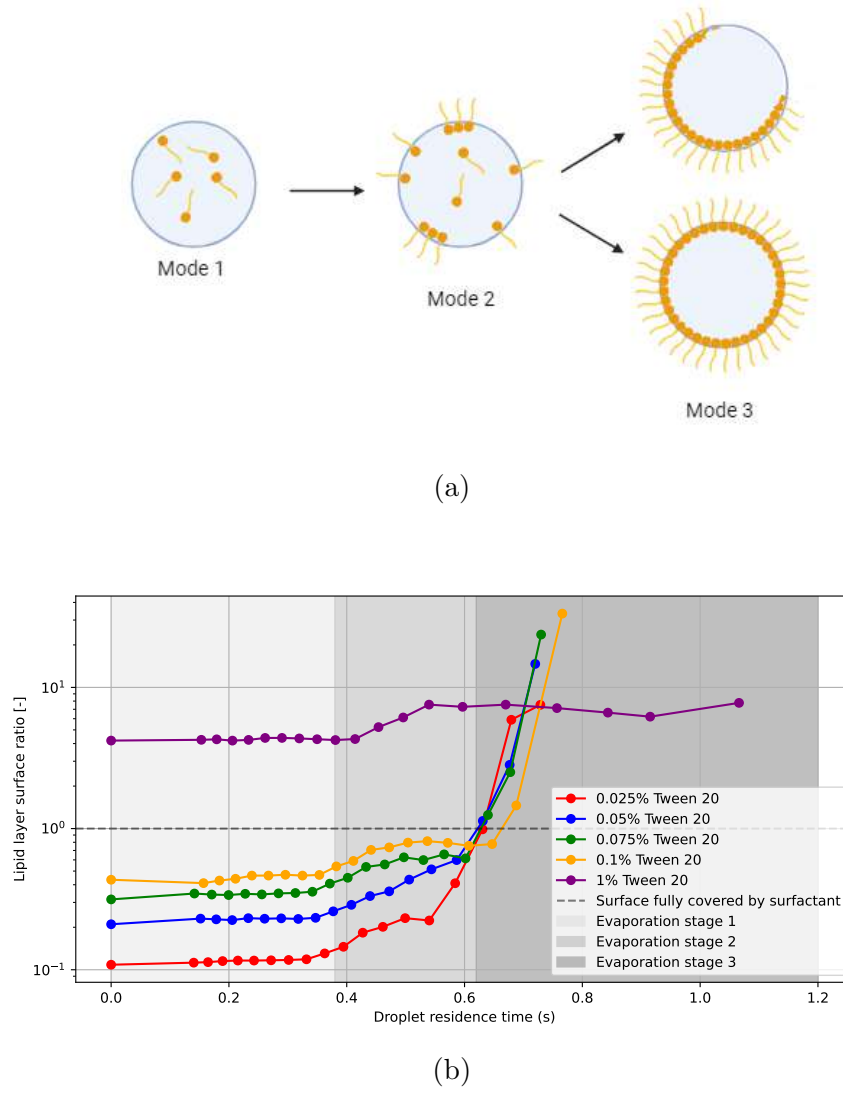 Mode 1
Mode 2
Mode 3
(a)
10¹
10⁰
10⁻¹
Lipid layer surface ratio [-]
0.025% Tween 20
0.05% Tween 20
0.075% Tween 20
0.1% Tween 20
1% Tween 20
Surface fully covered by surfactant
Evaporation stage 1
Evaporation stage 2
Evaporation stage 3
0.0 0.2 0.4 0.6 0.8 1.0 1.2
Droplet residence time (s)
(b)